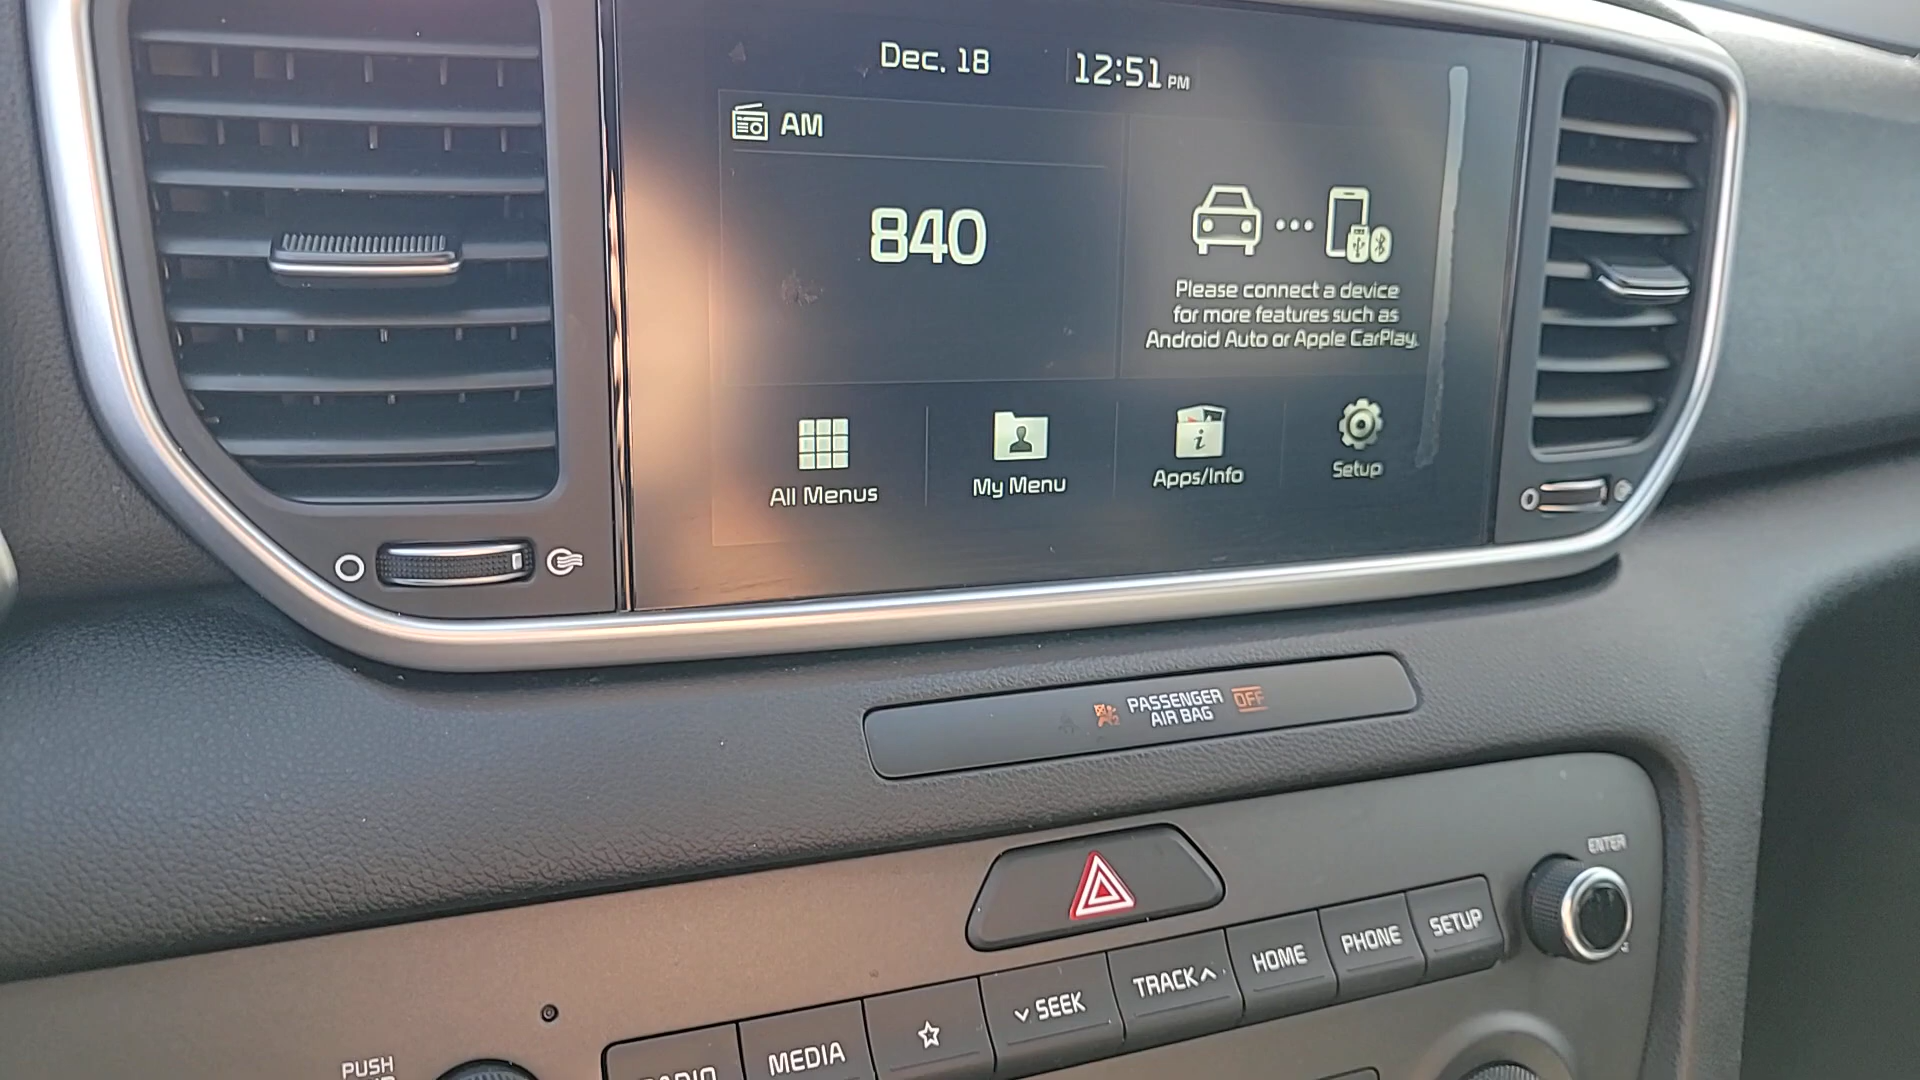 Dec. 18 12:51 PM
AM
840
Please connect a device
for more features such as
Android Auto or Apple CarPlay.
All Menus
My Menu
Apps/Info
Setup
PASSENGER
AIR BAG
OFF
ENTER
MEDIA
SEEK
TRACK
HOME
PHONE
SETUP
PUSH